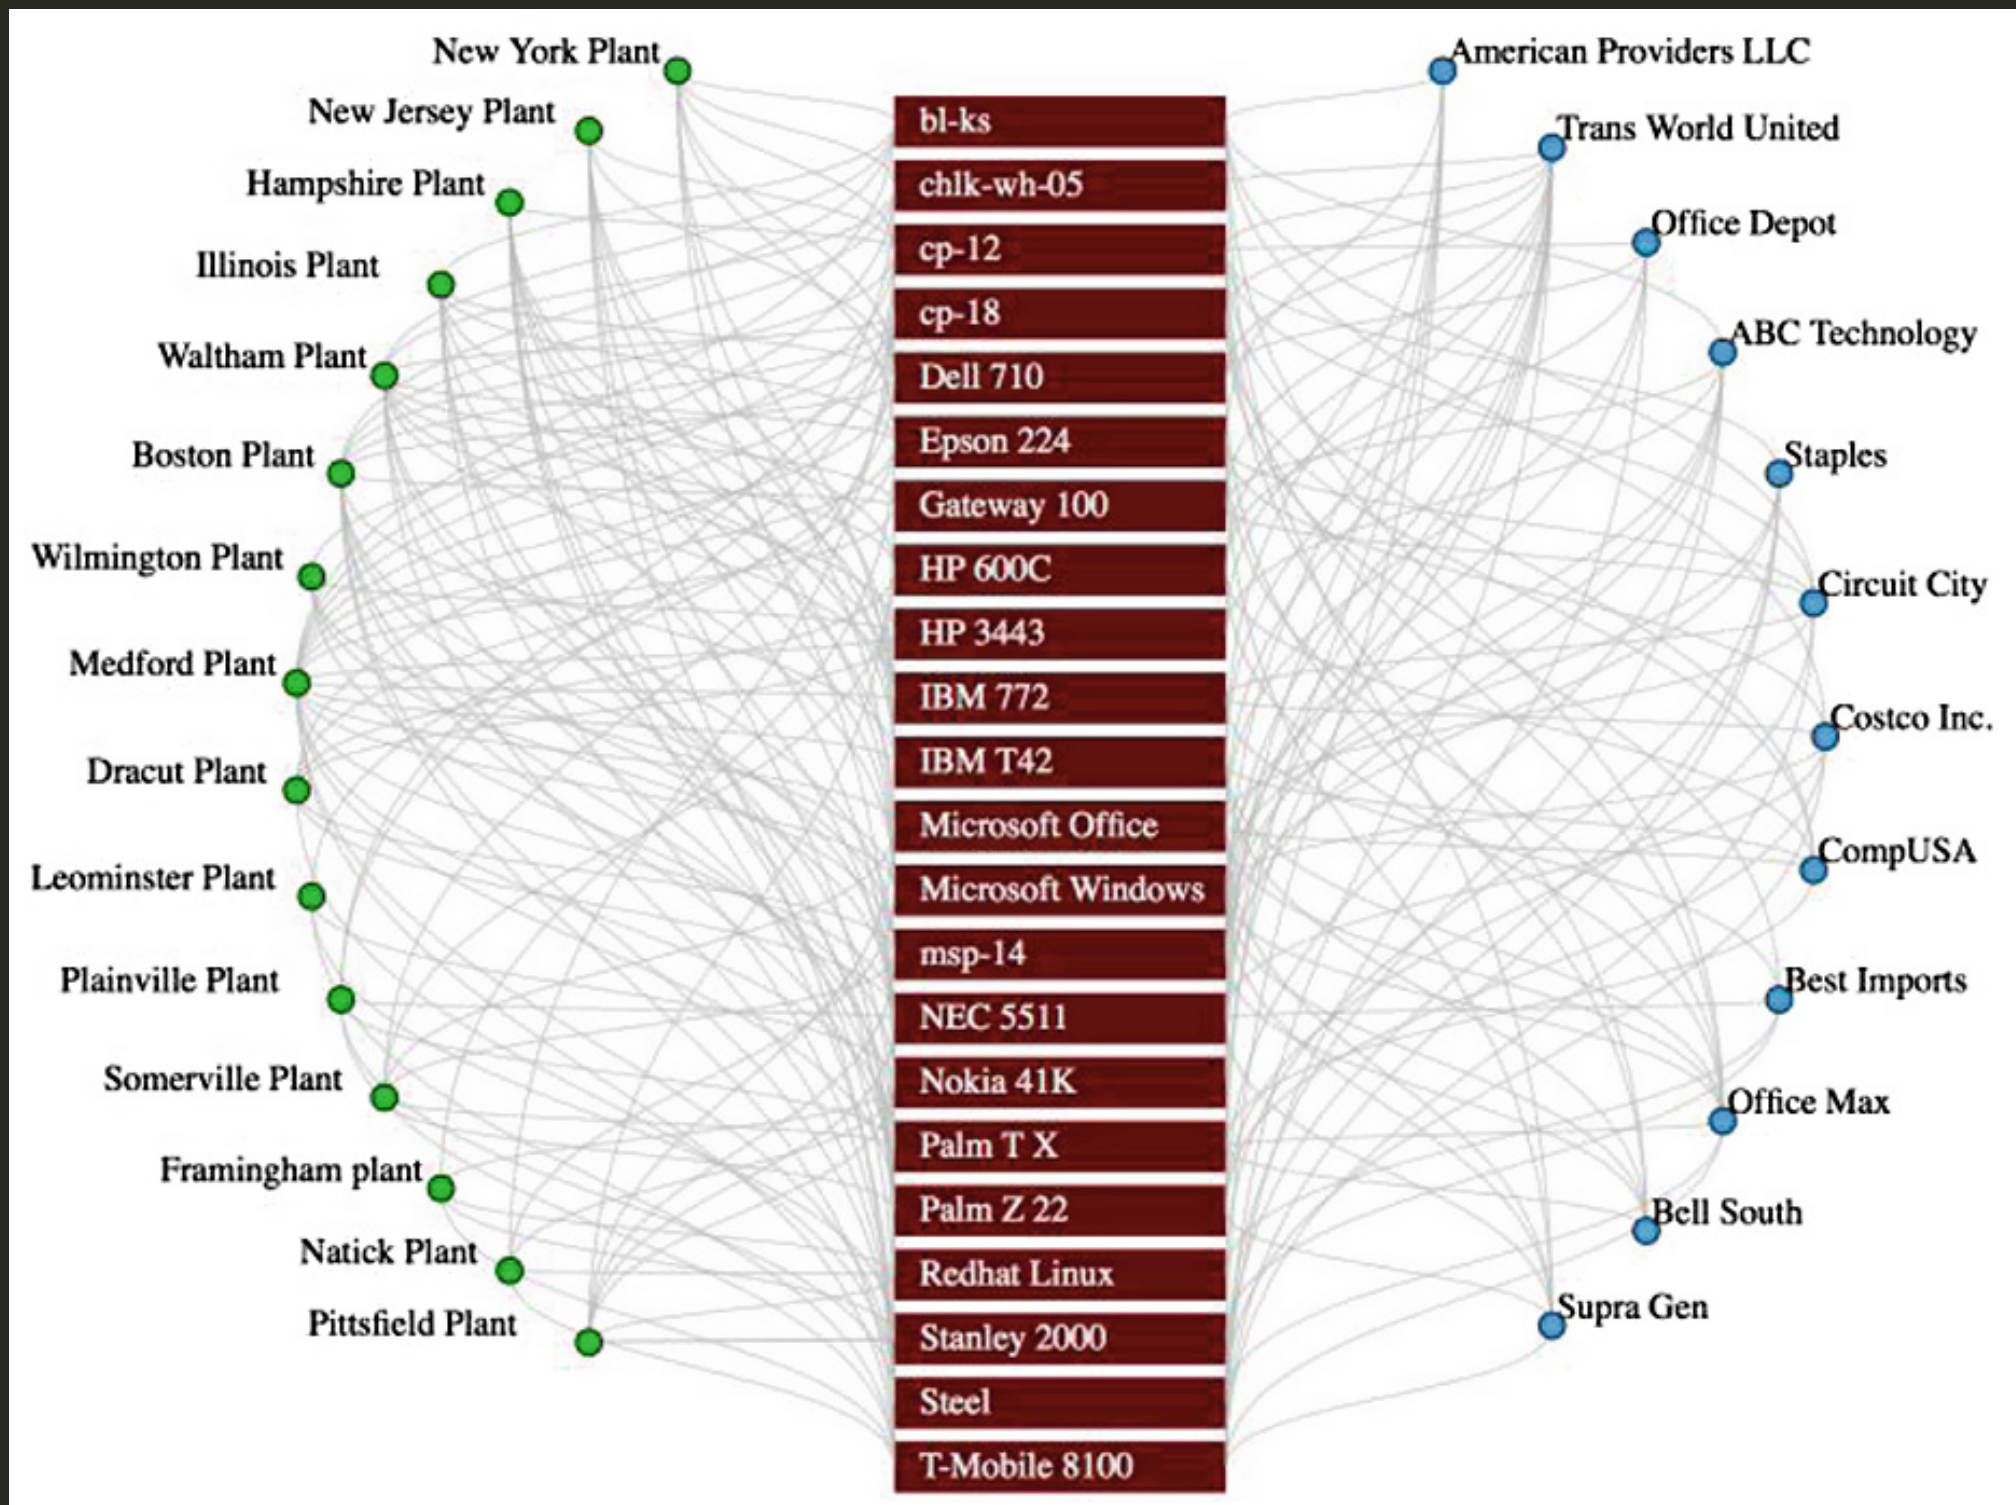 New York Plant
New Jersey Plant
Hampshire Plant
Illinois Plant
Waltham Plant
Boston Plant
Wilmington Plant
Medford Plant
Dracut Plant
Leominster Plant
Plainville Plant
Somerville Plant
Framingham plant
Natick Plant
Pittsfield Plant
bl-ks
chlk-wh-05
cp-12
cp-18
Dell 710
Epson 224
Gateway 100
HP 600C
HP 3443
IBM 772
IBM T42
Microsoft Office
Microsoft Windows
msp-14
NEC 5511
Nokia 41K
Palm T X
Palm Z 22
Redhat Linux
Stanley 2000
Steel
T-Mobile 8100
American Providers LLC
Trans World United
Office Depot
ABC Technology
Staples
Circuit City
Costco Inc.
CompUSA
Best Imports
Office Max
Bell South
Supra Gen